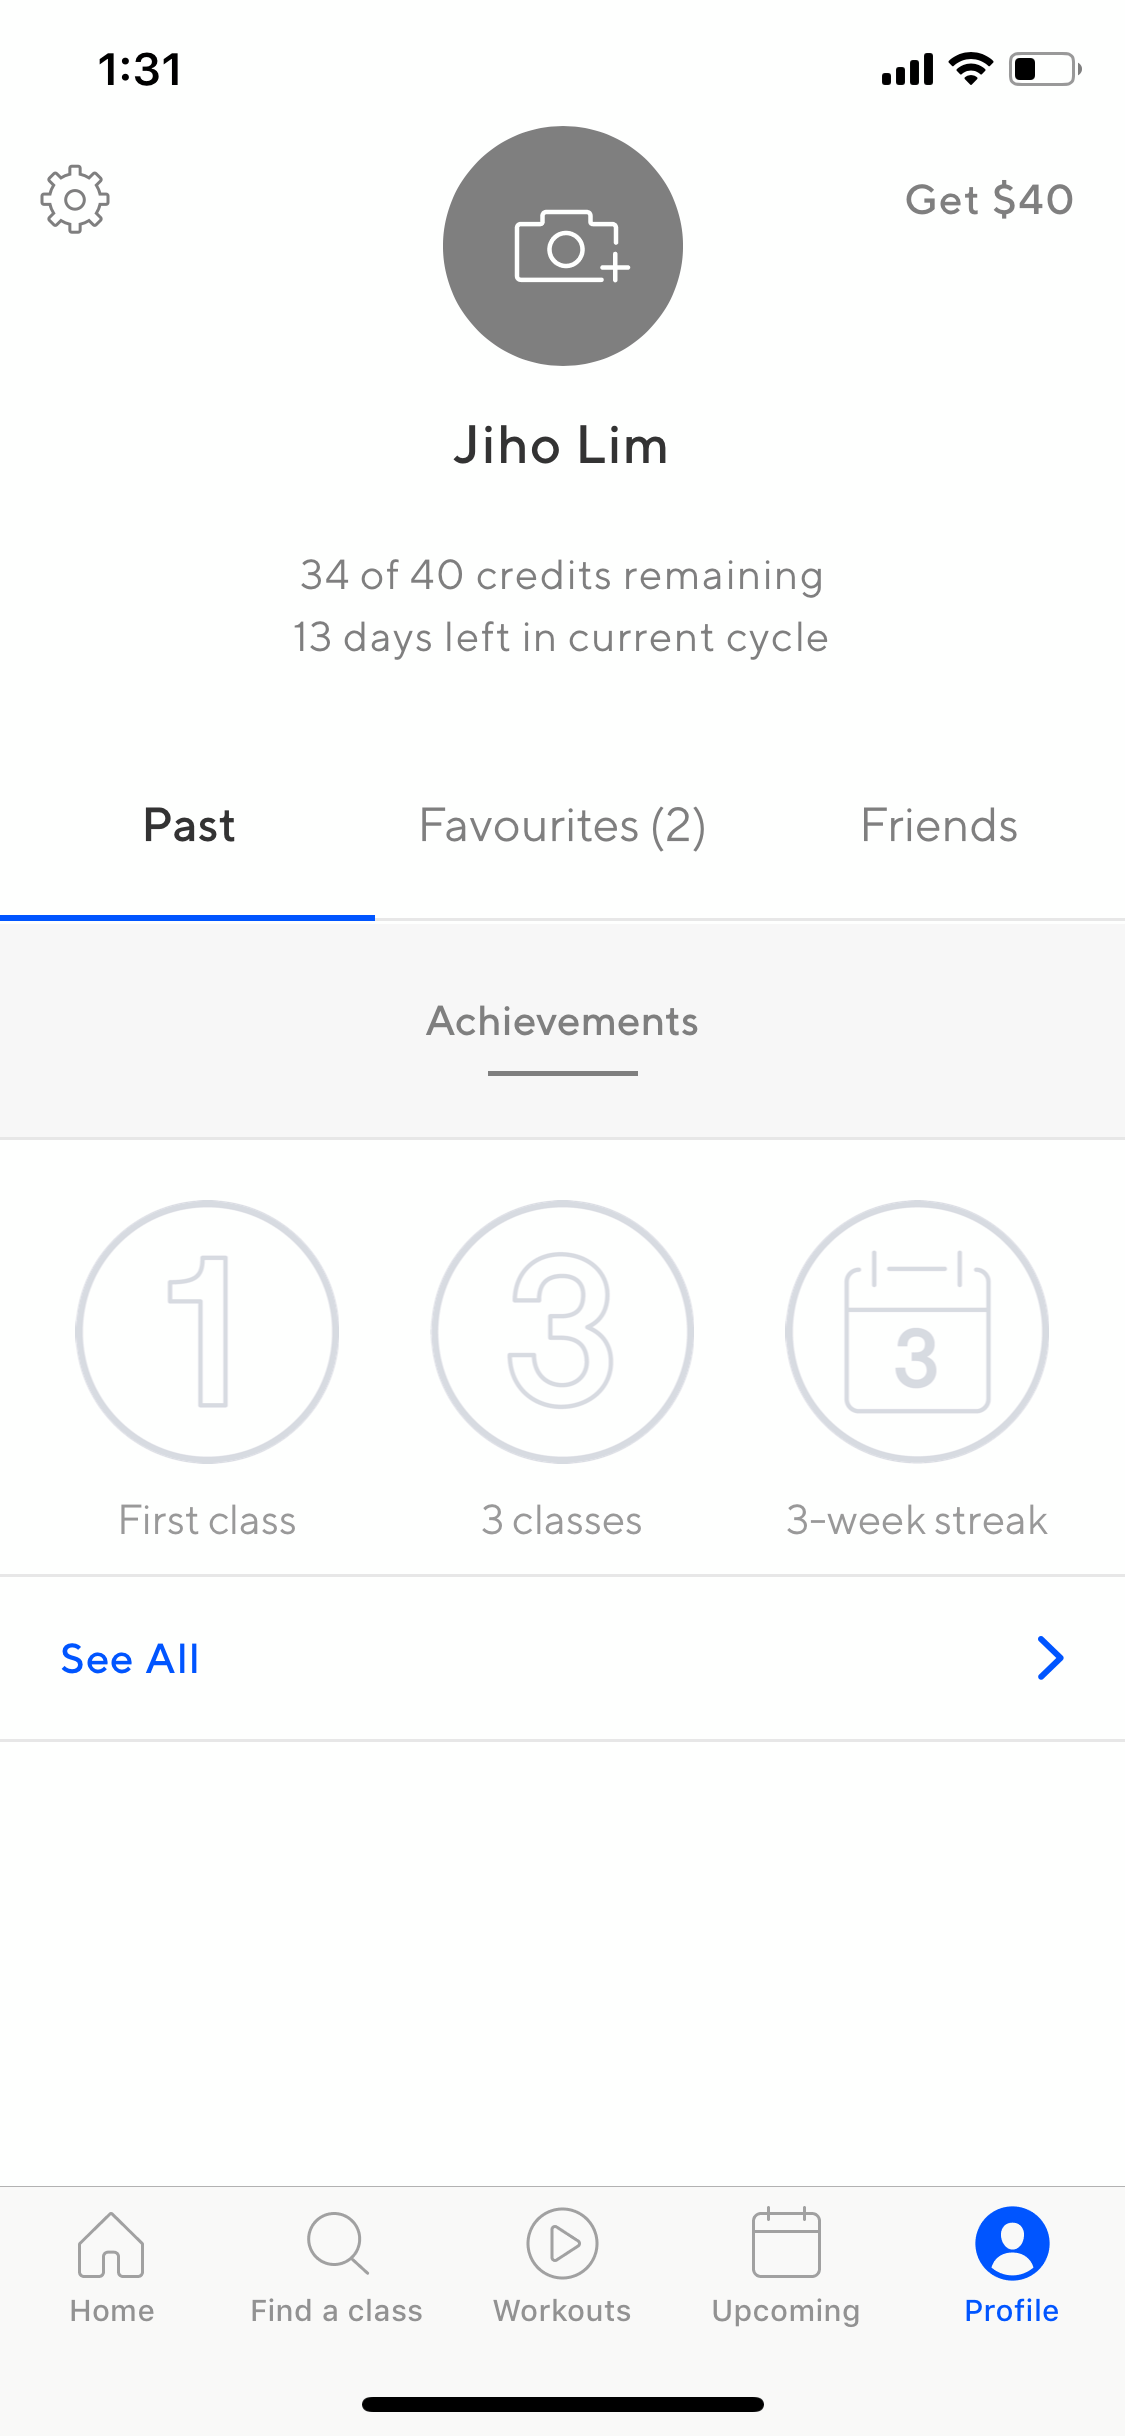 1:31
Get $40
Jiho Lim
34 of 40 credits remaining
13 days left in current cycle
Past Favourites (2) Friends
Achievements
1 3 3
First class 3 classes 3-week streak
See All
Home Find a class Workouts Upcoming Profile